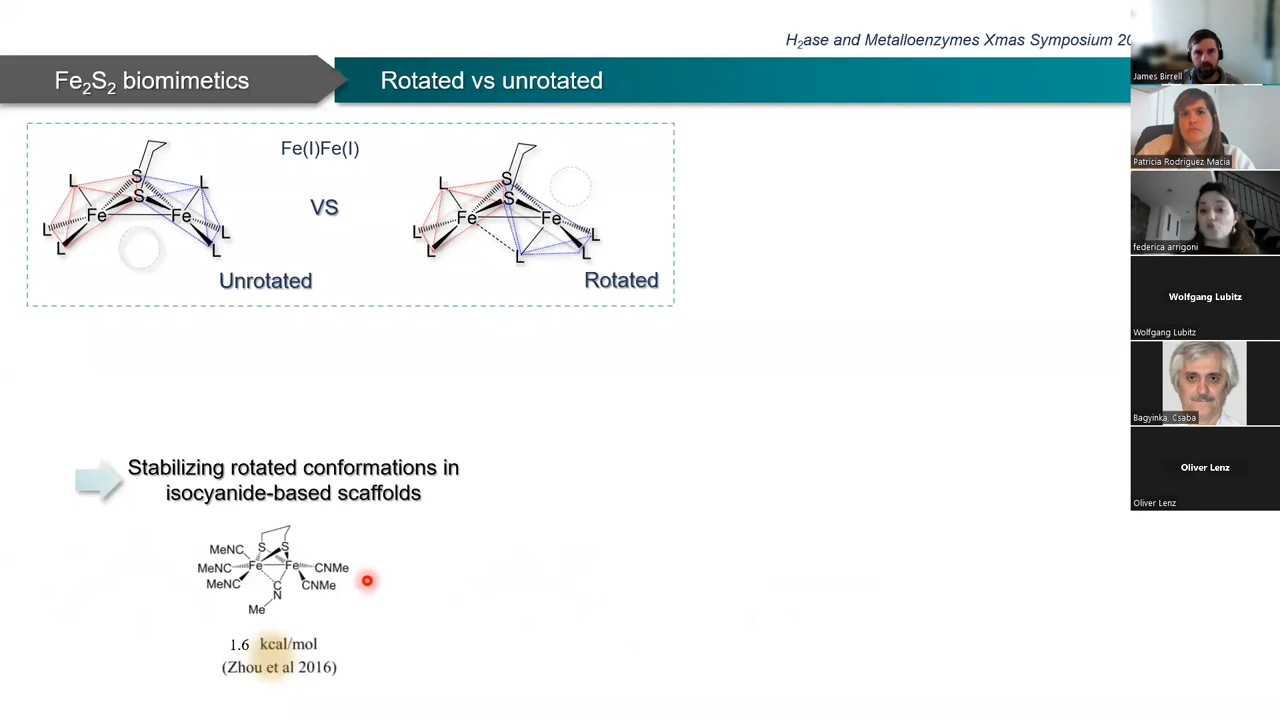 H2ase and Metalloenzymes Xmas Symposium 20
Fe2S2 biomimetics
Rotated vs unrotated
Fe(I)Fe(I)
VS
L
L
L
S
S
Fe
Fe
L
L
L
Unrotated
L
L
L
S
S
Fe
Fe
L
L
L
Rotated
Stabilizing rotated conformations in
isocyanide-based scaffolds
S
S
MeNC
MeNC
MeNC
Fe
Fe
CNMe
CNMe
C
N
Me
1.6 kcal/mol
(Zhou et al 2016)
James Birrell
Patricia Rodriguez Macia
federica arrigoni
Wolfgang Lubitz
Wolfgang Lubitz
Bagyinka, Csaba
Oliver Lenz
Oliver Lenz